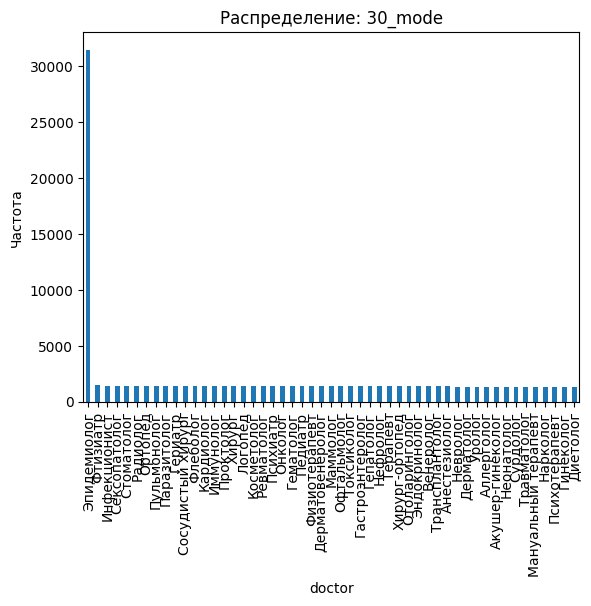 Распределение: 30_mode
Частота
30000
25000
20000
15000
10000
5000
0
Эпидемиолог
Фтизиатр
Инфекционист
Сексопатолог
Стоматолог
Радиолог
Ортопед
Пульмонолог
Паразитолог
Гериатр
Сосудистый хирург
Флеболог
Кардиолог
Иммунолог
Проктолог
Хирург
Логопед
Косметолог
Ревматолог
Психиатр
Онколог
Гематолог
Педиатр
Физиотерапевт
Дерматовенеролог
Маммолог
Офтальмолог
Токсиколог
Гастроэнтеролог
Гепатолог
Нефролог
Терапевт
Хирург-ортопед
Отоларинголог
Эндокринолог
Венеролог
Трансплантолог
Анестезиолог
Невролог
Дерматолог
Уролог
Аллерголог
Акушер-гинеколог
Неонатолог
Сурдолог
Травматолог
Мануальный терапевт
Нарколог
Психотерапевт
Гинеколог
Диетолог
doctor